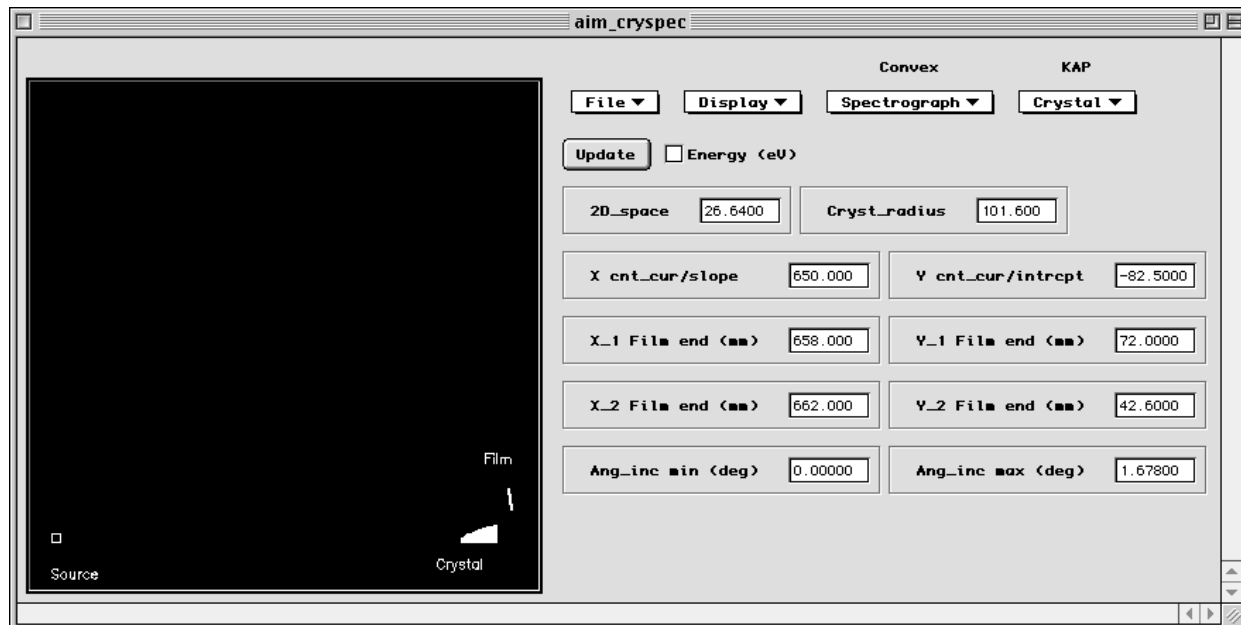 aim_cryspec
Convex KAP
File Display Spectrograph Crystal
Update Energy (eV)
2D_space 26.6400 Cryst_radius 101.600
X cnt_cur/slope 650.000 Y cnt_cur/intrcpt -82.5000
X_1 Film end (mm) 658.000 Y_1 Film end (mm) 72.0000
X_2 Film end (mm) 662.000 Y_2 Film end (mm) 42.6000
Ang_inc min (deg) 0.00000 Ang_inc max (deg) 1.67800
Film
Crystal
Source